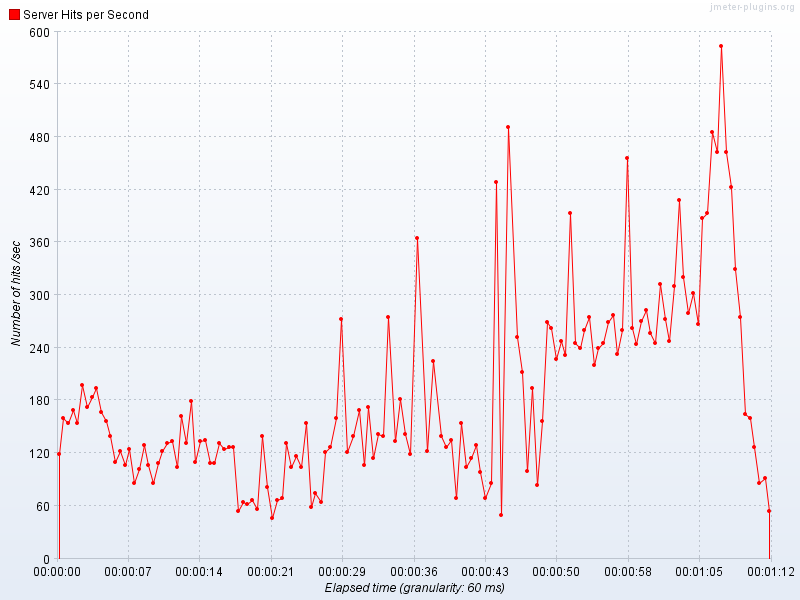 jmeter-plugins.org
Server Hits per Second
600
540
480
420
360
300
240
180
120
60
0
Number of hits /sec
00:00:00 00:00:07 00:00:14 00:00:21 00:00:29 00:00:36 00:00:43 00:00:50 00:00:58 00:01:05 00:01:12
Elapsed time (granularity: 60 ms)